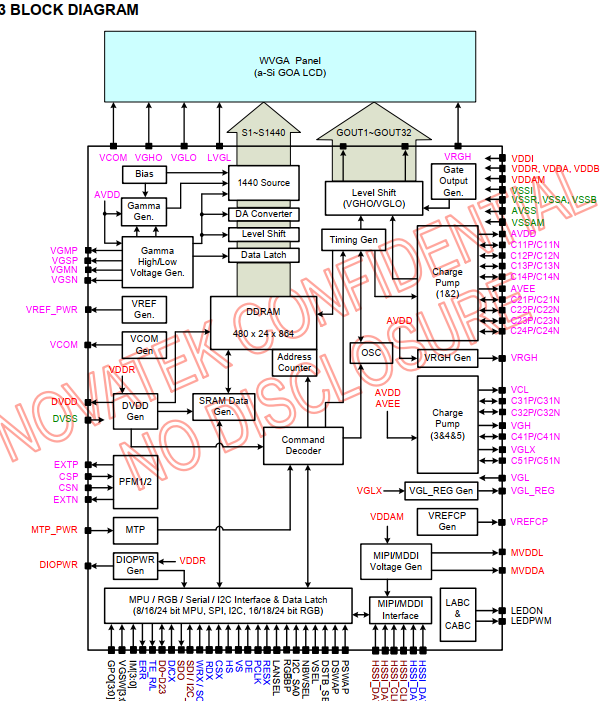 3 BLOCK DIAGRAM
WVGA Panel
(a-Si GOA LCD)
S1~S1440
GOUT1~GOUT32
VCOM
VGHO
VGLO
LVGL
VRGH
Bias
AVDD
Gamma
Gen.
Gamma
High/Low
Voltage Gen.
1440 Source
DA Converter
Level Shift
Data Latch
Level Shift
(VGHO/VGLO)
Gate
Output
Gen.
Timing Gen
Charge
Pump
(1&2)
VDDI
VDDR, VDDA, VDDB
VDDAM
VSSI
VSSR, VSSA, VSSB
AVSS
VSSAM
AVDD
C11P/C11N
C12P/C12N
C13P/C13N
C14P/C14N
AVEE
C21P/C21N
C22P/C22N
C23P/C23N
C24P/C24N
VGMP
VGSP
VGMN
VGSN
VREF_PWR
VREF
Gen.
VCOM
VCOM
Gen
DDRAM
480 x 24 x 864
Address
Counter
OSC
AVDD
VRGH Gen
VRGH
VDDR
DVDD
DVSS
DVDD
Gen
SRAM Data
Gen.
Command
Decoder
AVDD
AVEE
Charge
Pump
(3&4&5)
VCL
C31P/C31N
C32P/C32N
VGH
C41P/C41N
VGLX
C51P/C51N
VGL
EXTP
CSP
CSN
EXTN
PFM1/2
VGLX
VGL_REG Gen
VGL_REG
MTP_PWR
MTP
VDDAM
VREFCP
Gen
VREFCP
DIOPWR
DIOPWR
Gen
VDDR
MIPI/MDDI
Voltage Gen
MVDDL
MVDDA
MPU / RGB / Serial / I2C Interface & Data Latch
(8/16/24 bit MPU, SPI, I2C, 16/18/24 bit RGB)
MIPI/MDDI
Interface
LABC
&
CABC
LEDON
LEDPWM
GPO[3:0]
VGSW[3:0
IM[3:0]
ERR
TE_R/L
D0~D23
D/CX
SDO
SDI / I2C_
WRX / SC
RDX
CSX
HS
VS
DE
PCLK
RESX
LANSEL
RGBBP
I2C_SA0
NBWSEL
VSEL
DSTB_SE
DSWAP
PSWAP
HSSI_DA
HSSI_DA
HSSI_CL
HSSI_CL
HSSI_DA
HSSI_DA
NOVATEK CONFIDENTIAL
NO DISCLOSURE